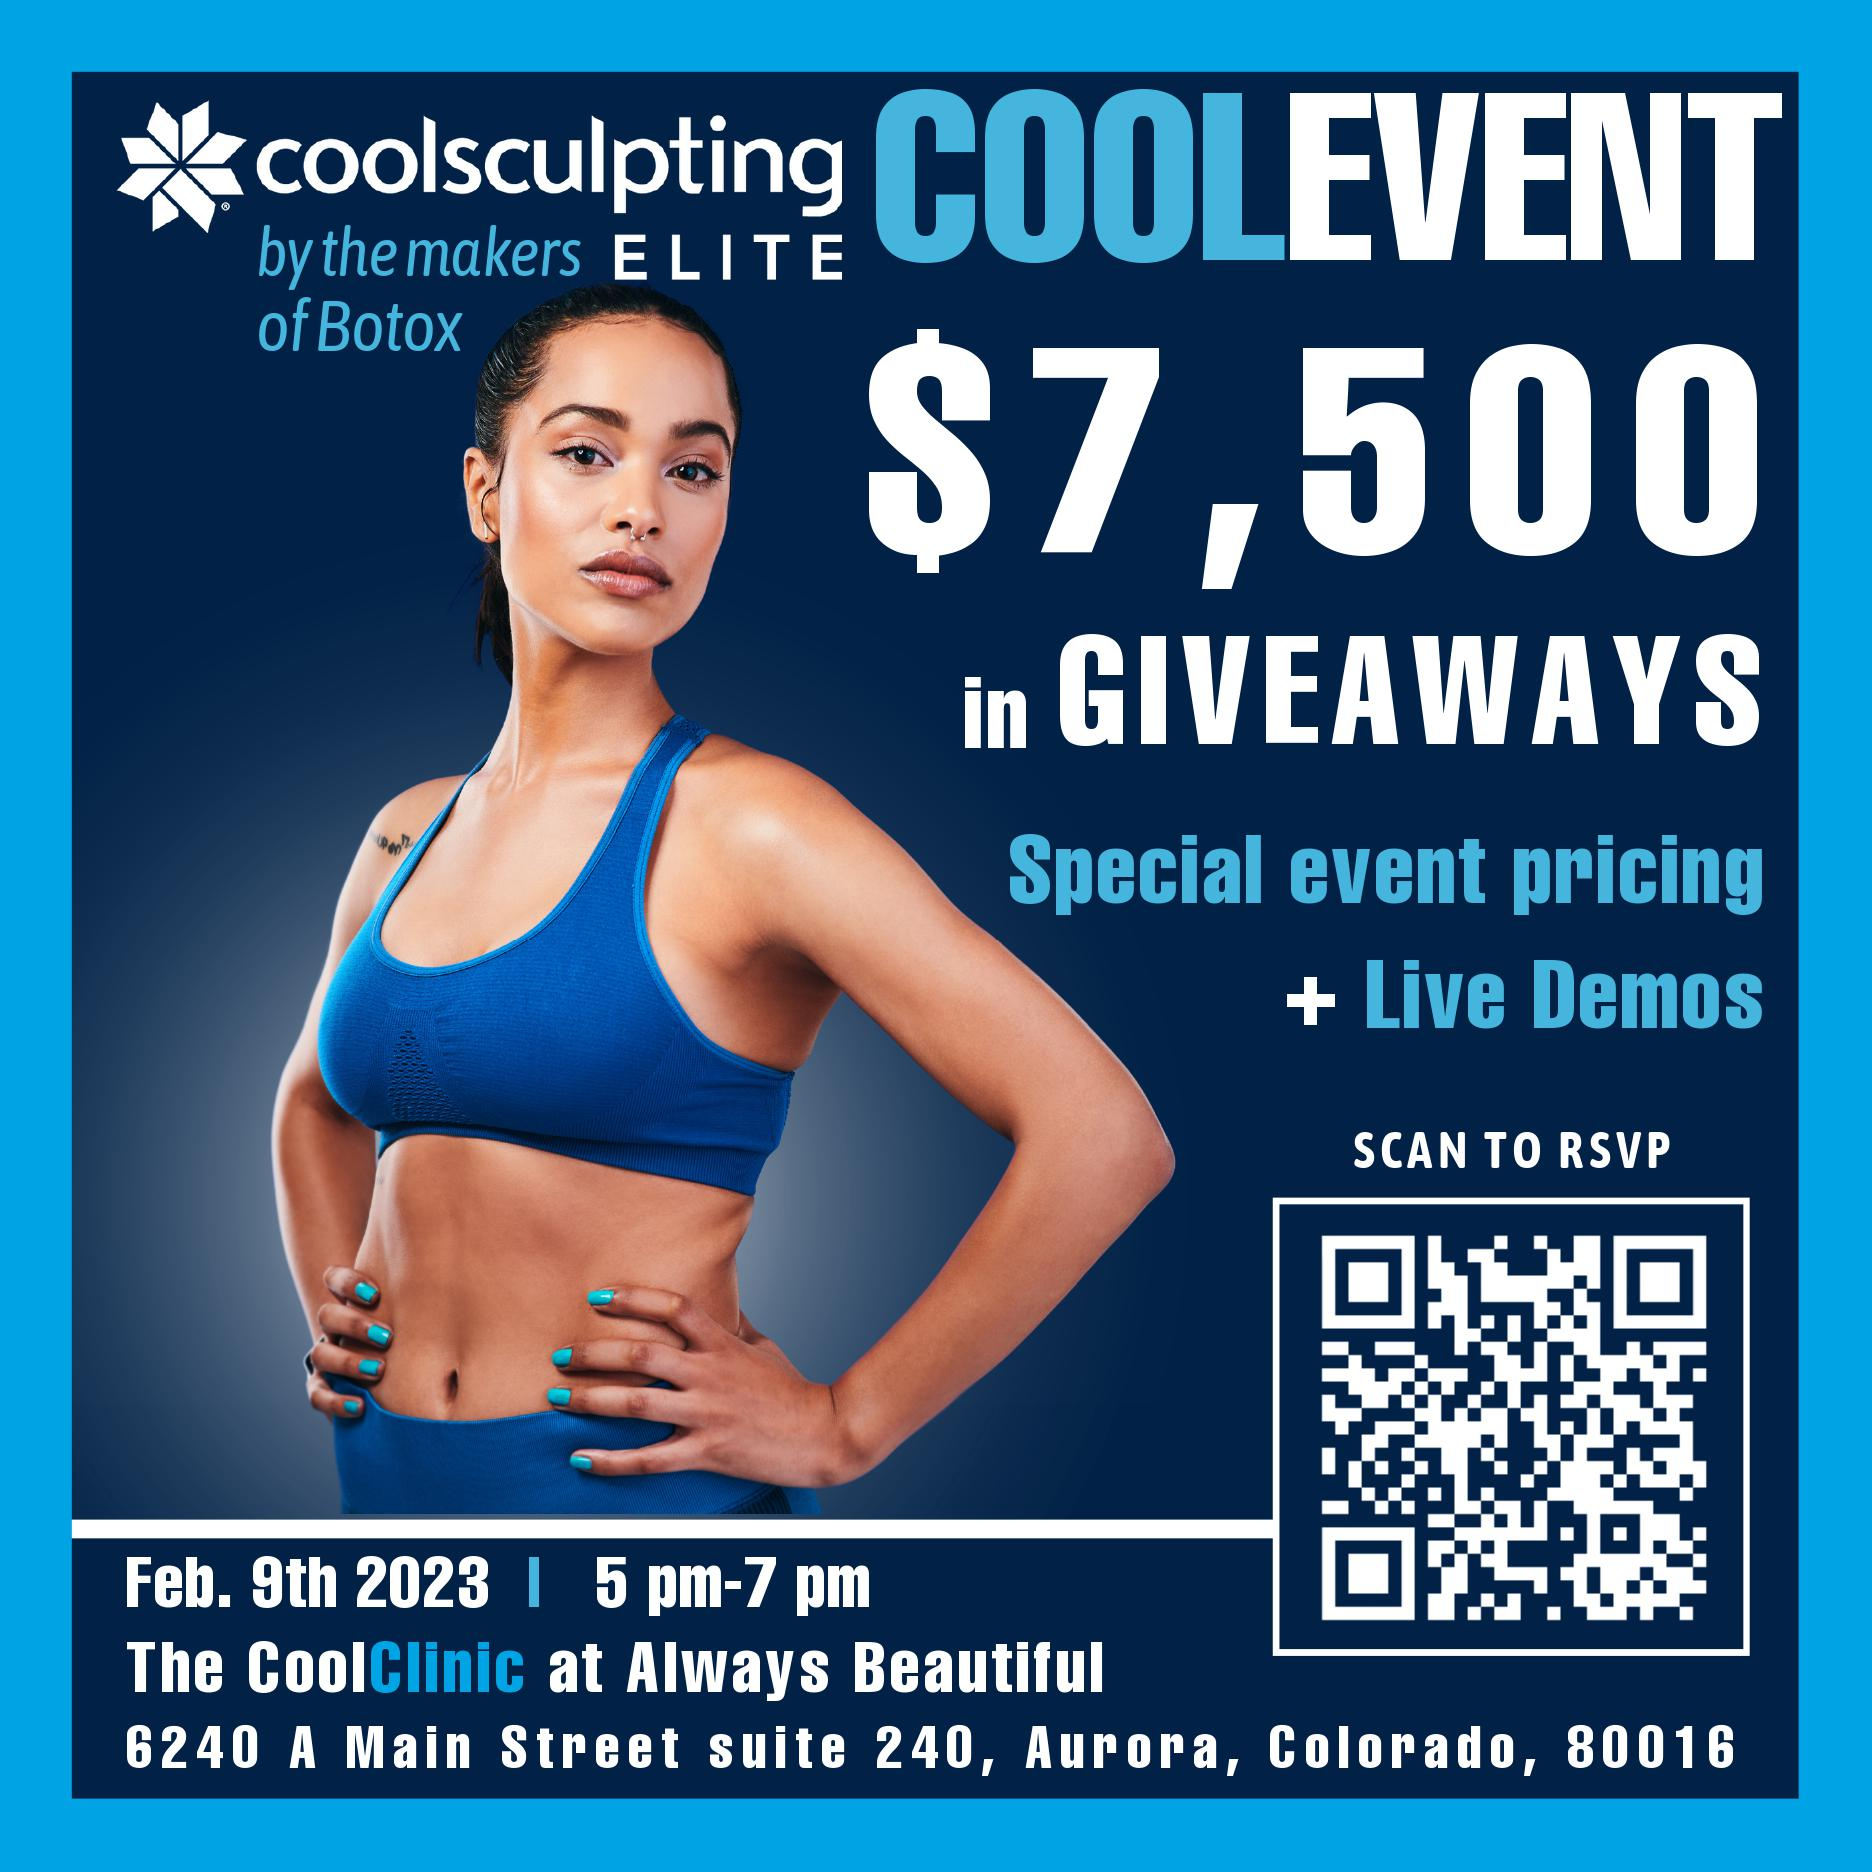 coolsculpting®
ELITE
by the makers
of Botox
COOLEVENT
$7,500
in GIVEAWAYS
Special event pricing
+ Live Demos
SCAN TO RSVP
Feb. 9th 2023 | 5 pm-7 pm
The CoolClinic at Always Beautiful
6240 A Main Street suite 240, Aurora, Colorado, 80016